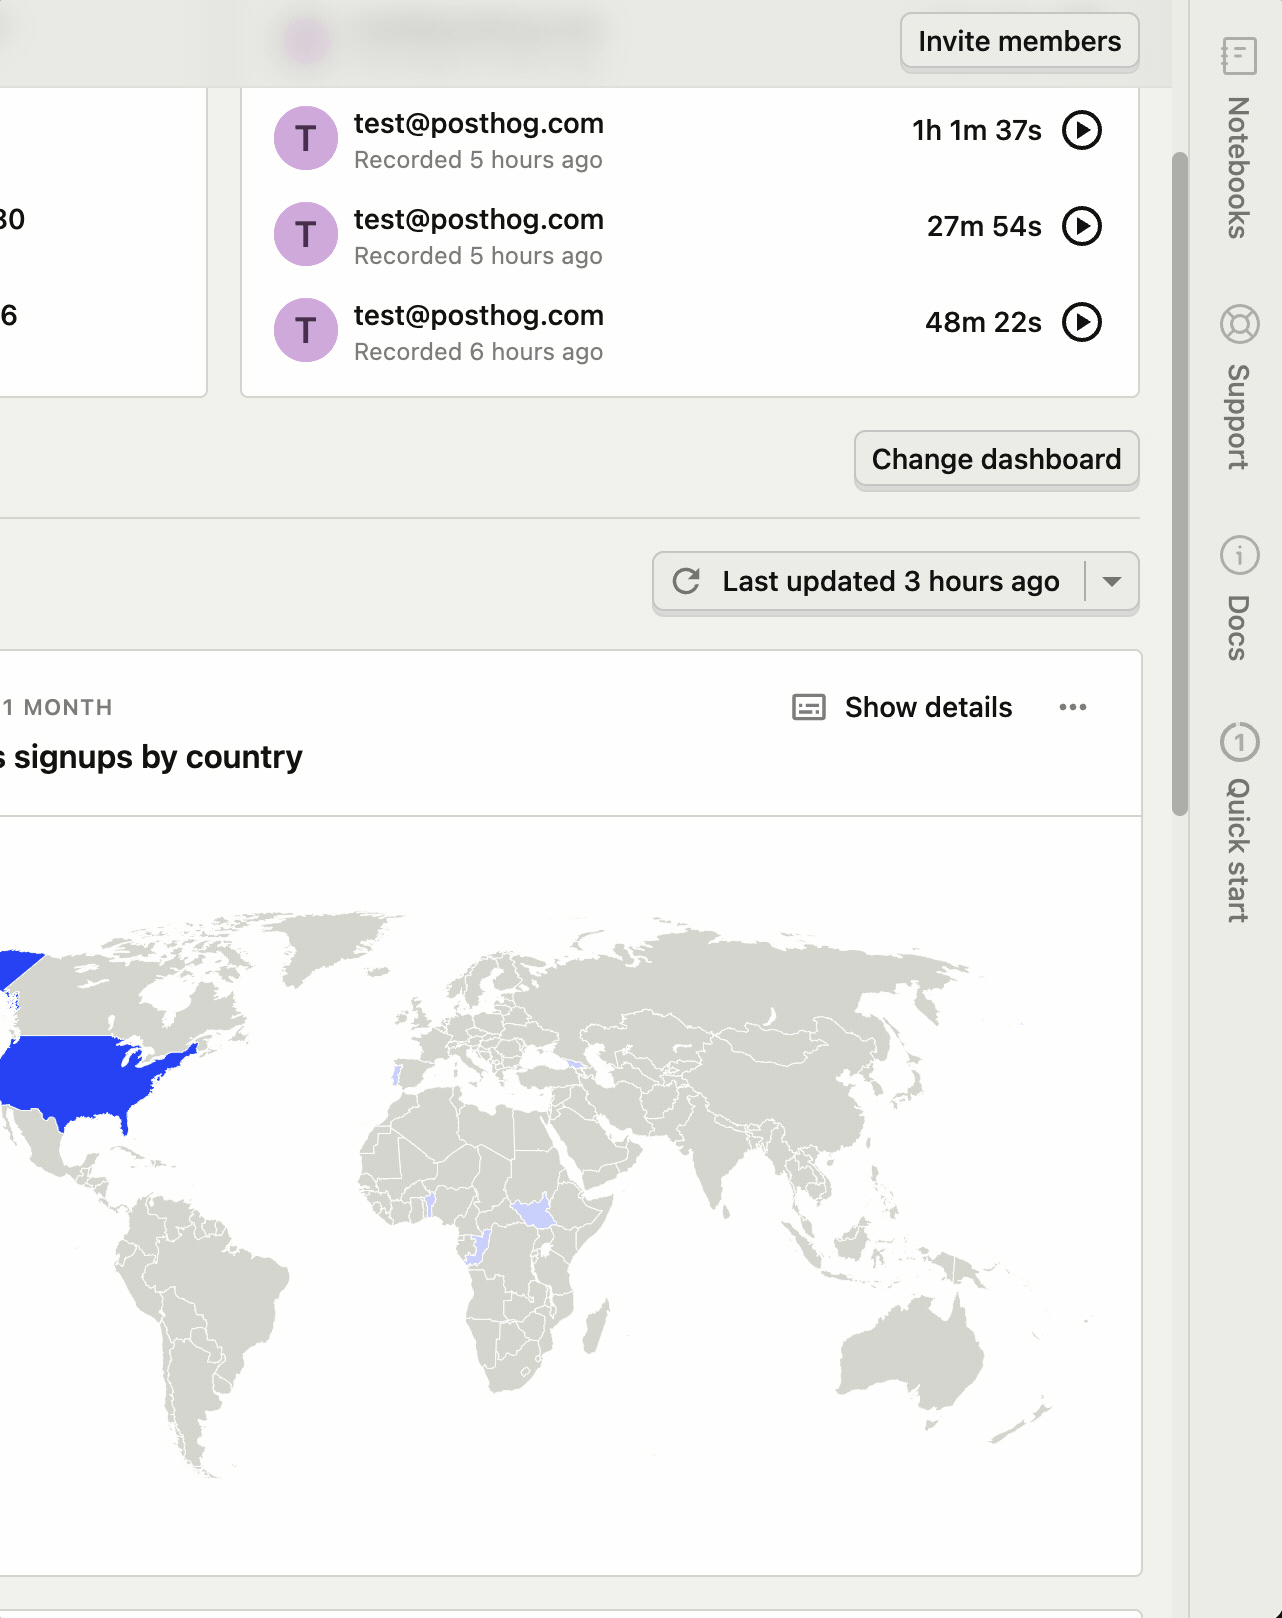 Invite members
T
test@posthog.com
Recorded 5 hours ago
1h 1m 37s
T
test@posthog.com
Recorded 5 hours ago
27m 54s
T
test@posthog.com
Recorded 6 hours ago
48m 22s
30
6
Change dashboard
Last updated 3 hours ago
1 MONTH
s signups by country
Show details
Notebooks
Support
Docs
1
Quick start